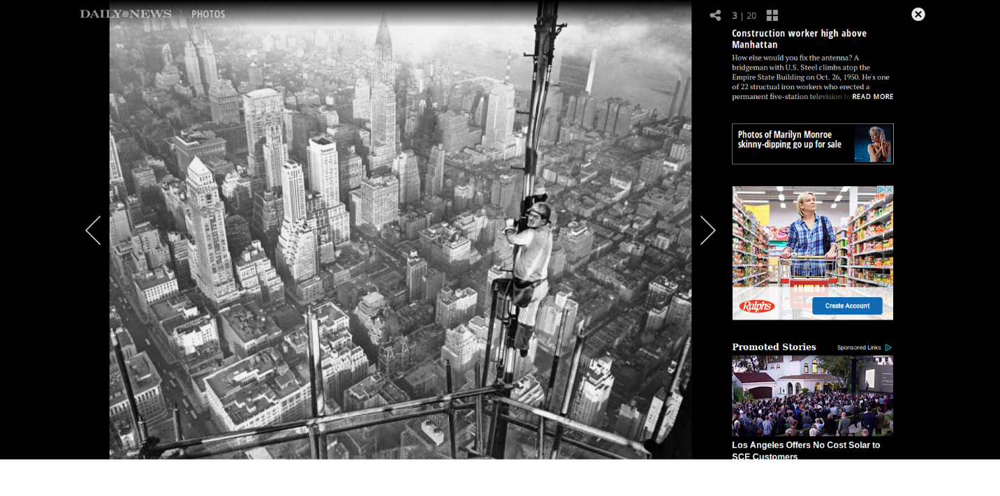 DAILY NEWS | PHOTOS
3 | 20
Construction worker high above
Manhattan
How else would you fix the antenna? A
bridgeman with U.S. Steel climbs atop the
Empire State Building on Oct. 26, 1950. He's one
of 22 structual iron workers who erected a
permanent five-station television to READ MORE
Photos of Marilyn Monroe
skinny-dipping go up for sale
Ralphs
Create Account
Promoted Stories
Sponsored Links
Los Angeles Offers No Cost Solar to
SCE Customers